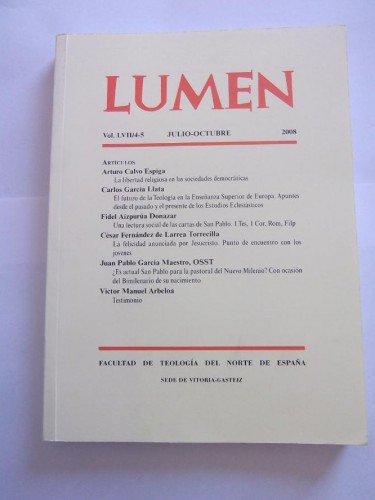 LUMEN
Vol. LVII/4-5 JULIO-OCTUBRE 2008
ARTÍCULOS
Arturo Calvo Espiga
La libertad religiosa en las sociedades democráticas
Carlos García Llata
El futuro de la Teología en la Enseñanza Superior de Europa. Apuntes
desde el pasado y el presente de los Estudios Eclesiásticos
Fidel Aizpurúa Donazar
Una lectura social de las cartas de San Pablo. 1 Tes, 1 Cor, Rom, Filp
César Fernández de Larrea Torrecilla
La felicidad anunciada por Jesucristo. Punto de encuentro con los
jóvenes
Juan Pablo García Maestro, OSST
¿Es actual San Pablo para la pastoral del Nuevo Milenio? Con ocasión
del Bimilenario de su nacimiento
Víctor Manuel Arbeloa
Testimonio
FACULTAD DE TEOLOGÍA DEL NORTE DE ESPAÑA
SEDE DE VITORIA-GASTEIZ